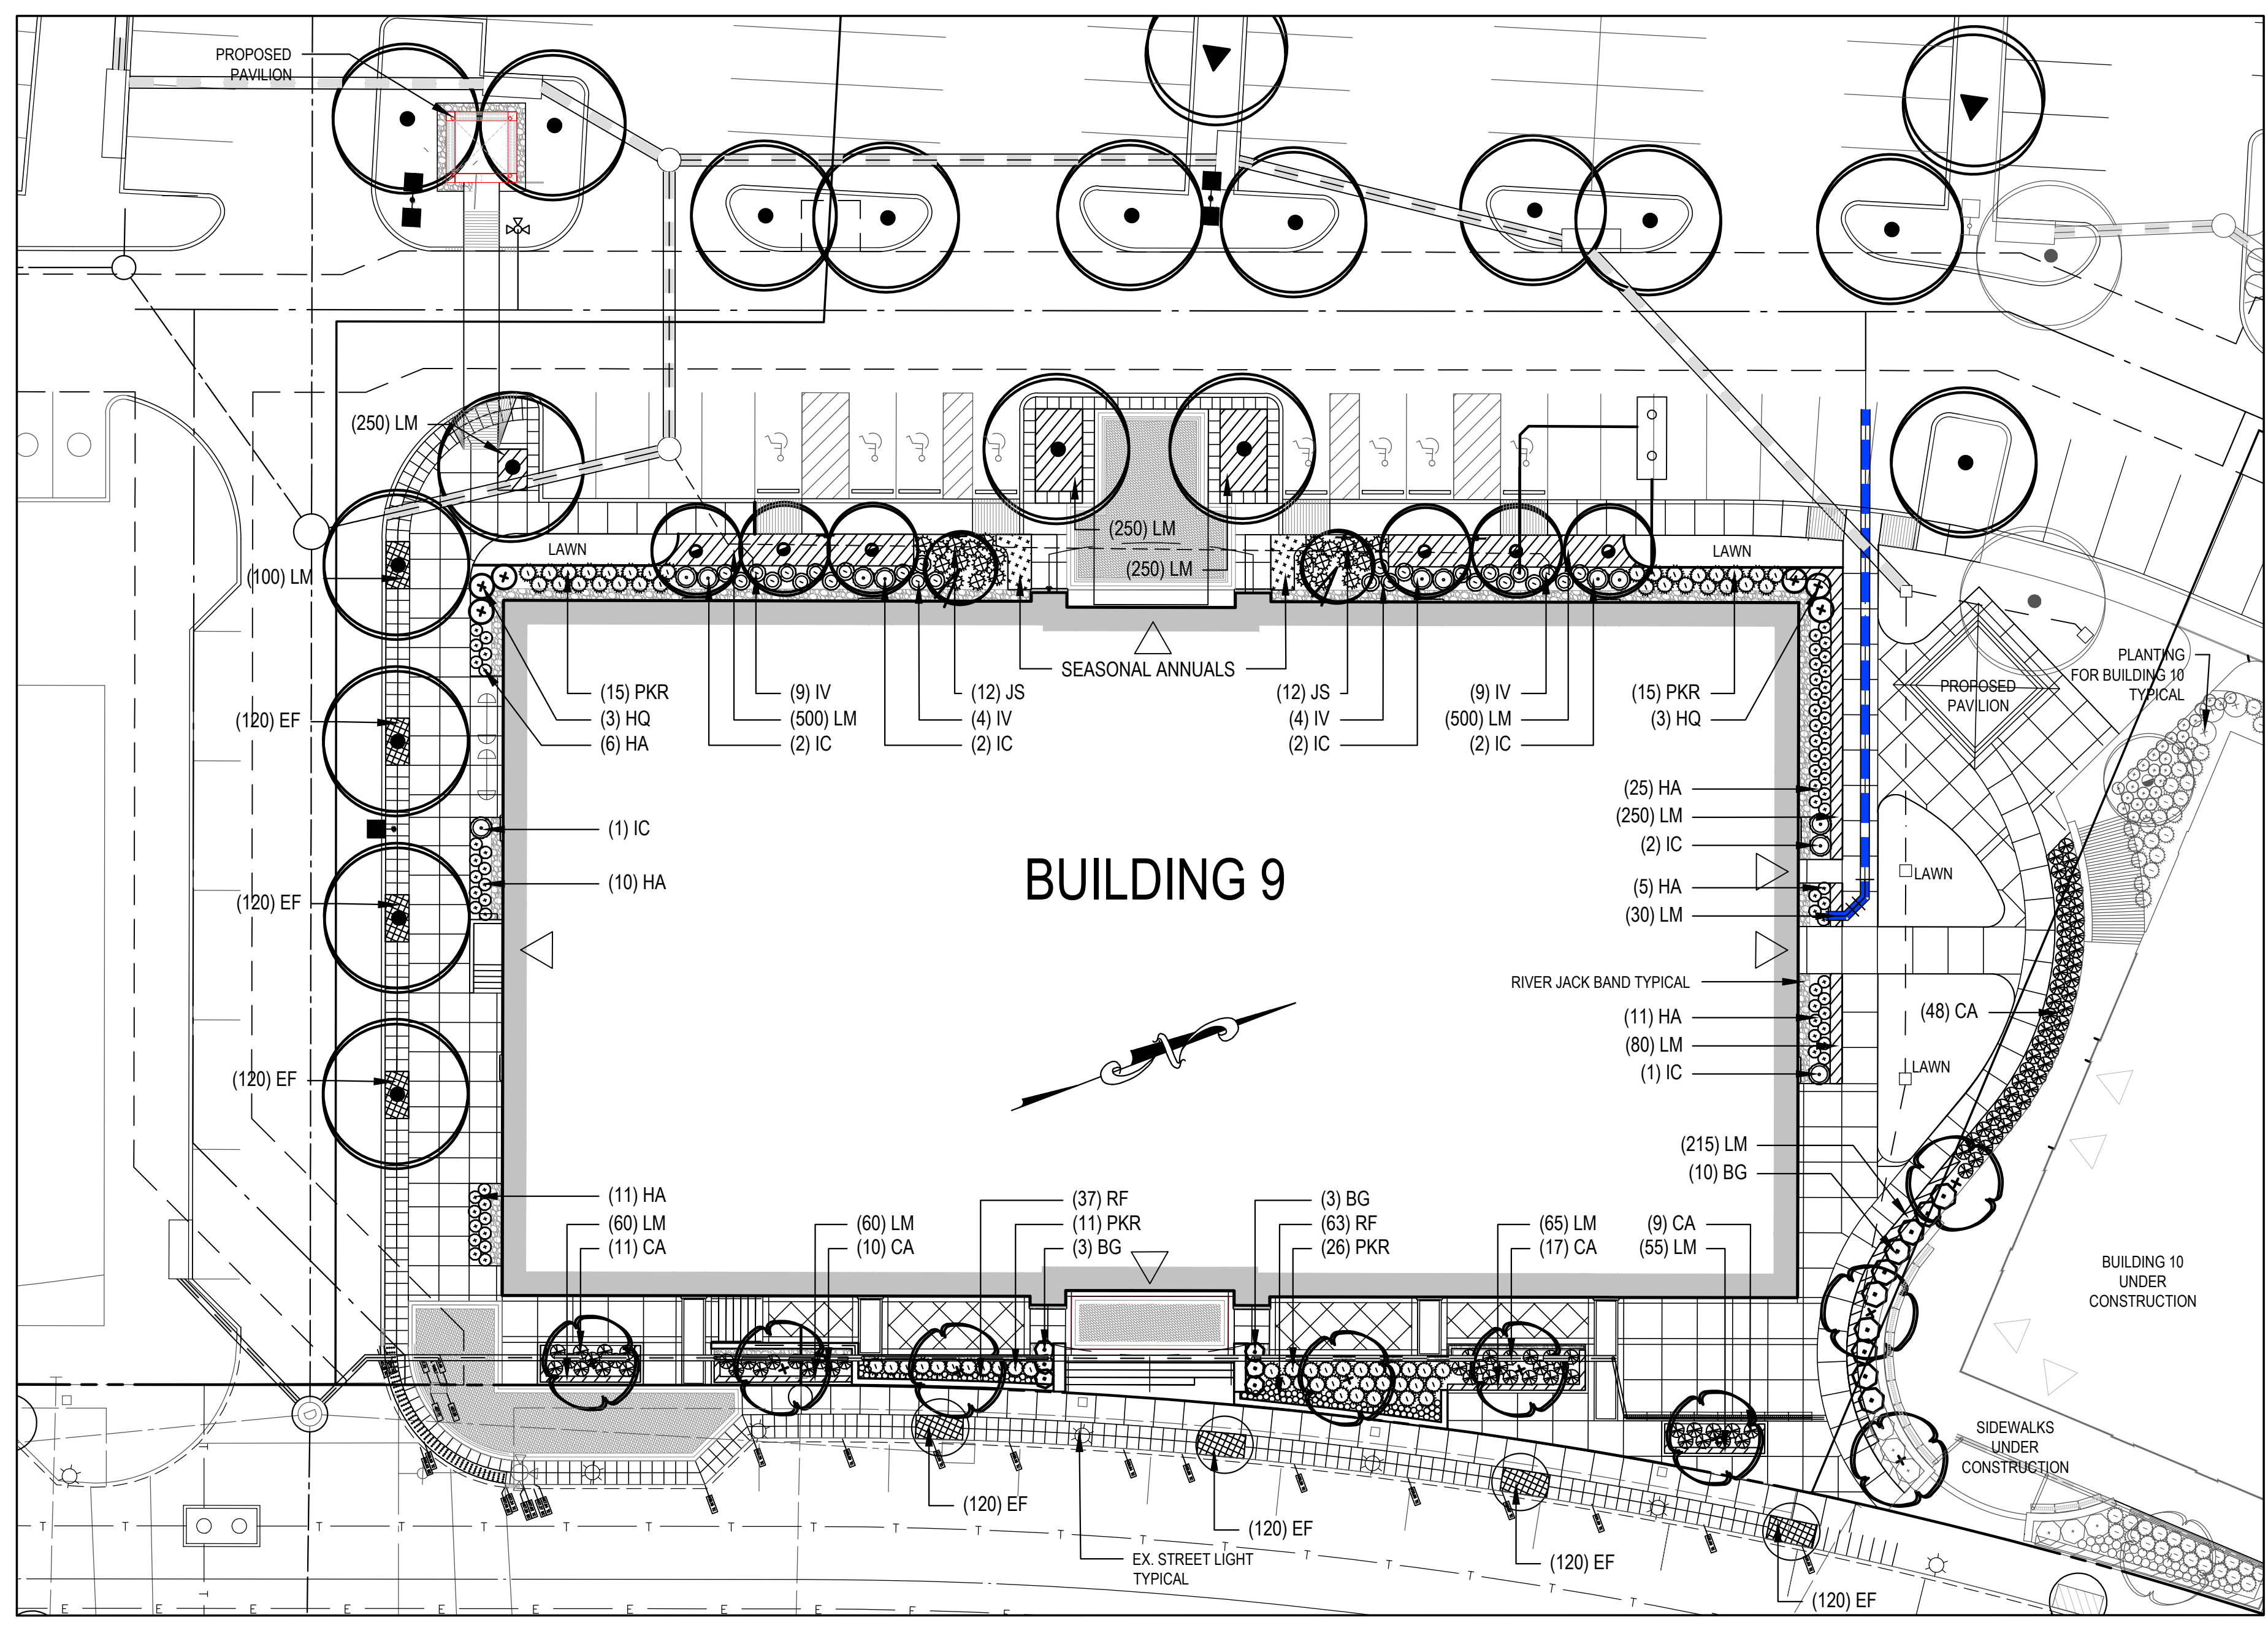 PROPOSED
PAVILION
(250) LM
(100) LM
LAWN
(250) LM
(250) LM
LAWN
SEASONAL ANNUALS
(120) EF
(15) PKR
(3) HQ
(6) HA
(9) IV
(500) LM
(2) IC
(12) JS
(4) IV
(2) IC
(12) JS
(4) IV
(2) IC
(9) IV
(500) LM
(2) IC
(15) PKR
(3) HQ
PROPOSED
PAVILION
PLANTING
FOR BUILDING 10
TYPICAL
(1) IC
(10) HA
(120) EF
BUILDING 9
(25) HA
(250) LM
(2) IC
(5) HA
(30) LM
LAWN
RIVER JACK BAND TYPICAL
(11) HA
(80) LM
(1) IC
(48) CA
LAWN
N
(120) EF
(215) LM
(10) BG
(11) HA
(60) LM
(11) CA
(60) LM
(10) CA
(37) RF
(11) PKR
(3) BG
(3) BG
(63) RF
(26) PKR
(65) LM
(17) CA
(9) CA
(55) LM
BUILDING 10
UNDER
CONSTRUCTION
SIDEWALKS
UNDER
CONSTRUCTION
(120) EF
(120) EF
(120) EF
(120) EF
EX. STREET LIGHT
TYPICAL
T T T T T T T T T T T T T
E E E E E E E E E E E